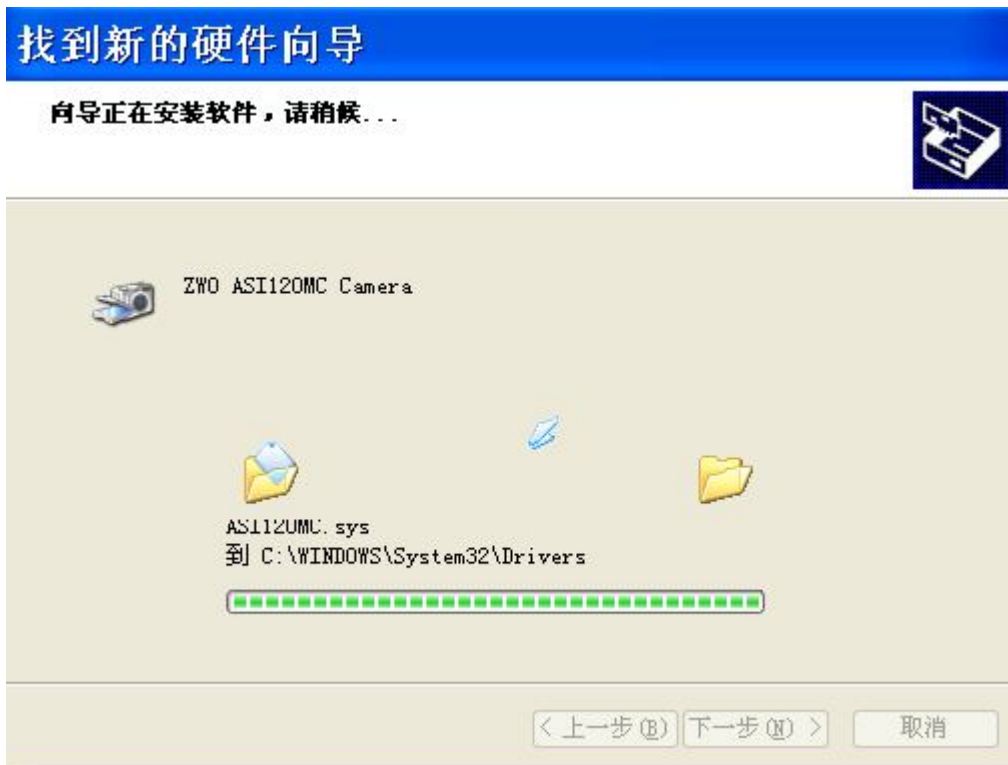 找到新的硬件向导
向导正在安装软件，请稍候...
ZWO ASI120MC Camera
ASI120MC.sys
到 C:\WINDOWS\System32\Drivers
< 上一步(B) 下一步(N) > 取消